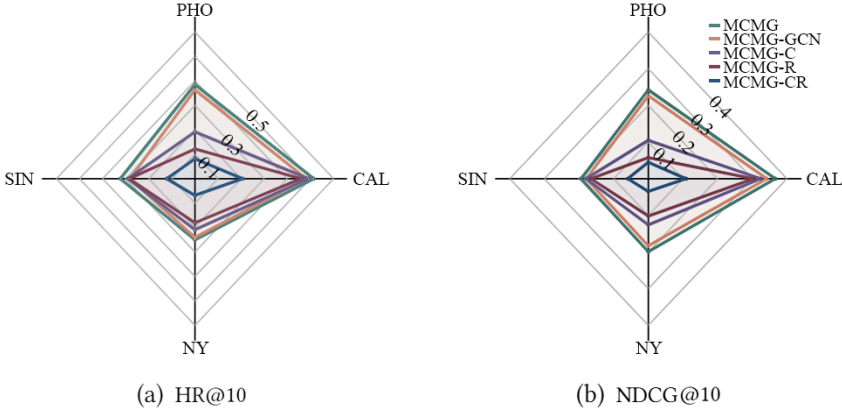 PHO
0.5
0.3
0.1
SIN
CAL
NY
(a) HR@10
PHO
MCMG
MCMG-GCN
MCMG-C
MCMG-R
MCMG-CR
0.4
0.3
0.2
0.1
SIN
CAL
NY
(b) NDCG@10